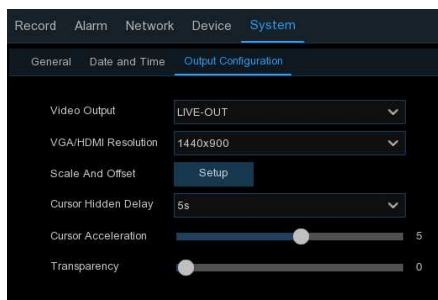 Record Alarm Network Device System
General Date and Time Output Configuration
Video Output LIVE-OUT
VGA/HDMI Resolution 1440x900
Scale And Offset Setup
Cursor Hidden Delay 5s
Cursor Acceleration 5
Transparency 0